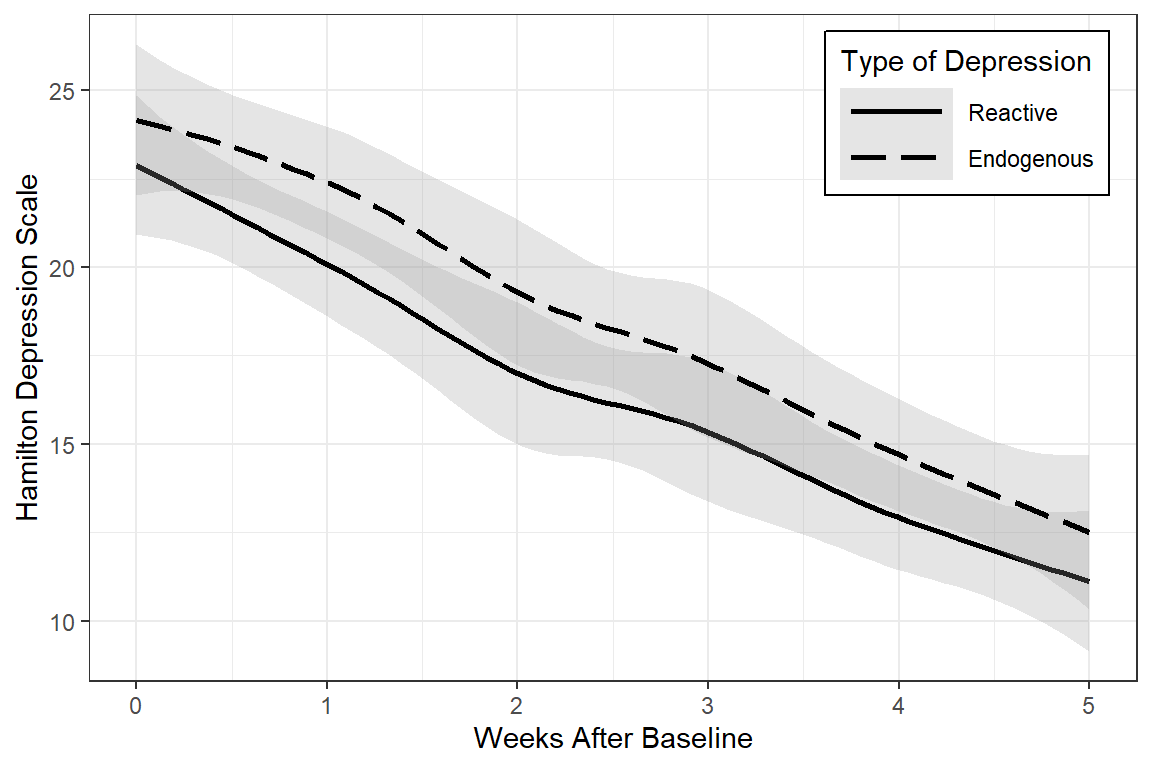 Type of Depression
Reactive
Endogenous
Hamilton Depression Scale
25
20
15
10
0 1 2 3 4 5
Weeks After Baseline